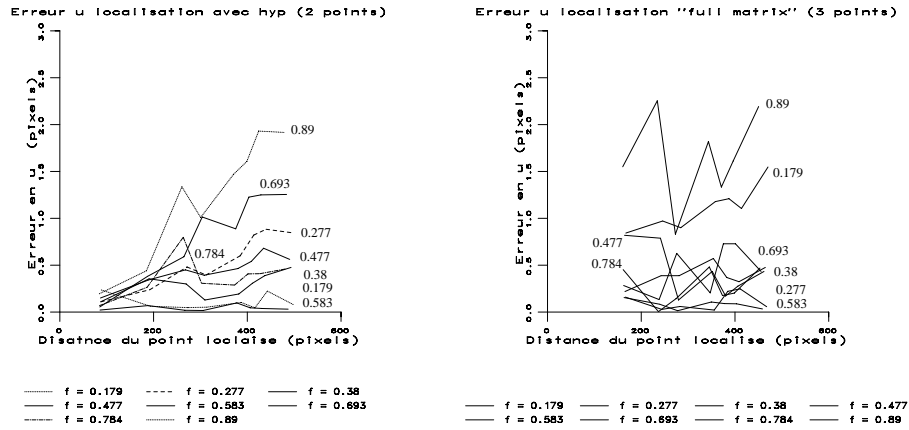 Erreur u localisation avec hyp (2 points)
Erreur en u (pixels)
3.0
2.5
2.0
1.5
1.0
0.5
0.0
0.89
0.693
0.277
0.784
0.477
0.38
0.179
0.583
0 200 400 600
Disatnce du point loclaise (pixels)
f = 0.179 f = 0.277 f = 0.38
f = 0.477 f = 0.583 f = 0.693
f = 0.784 f = 0.89
Erreur u localisation "full matrix" (3 points)
Erreur en u (pixels)
3.0
2.5
2.0
1.5
1.0
0.5
0.0
0.89
0.179
0.477
0.693
0.784
0.38
0.277
0.583
0 200 400 600
Distance du point localise (pixels)
f = 0.179 f = 0.277 f = 0.38 f = 0.477
f = 0.583 f = 0.693 f = 0.784 f = 0.89